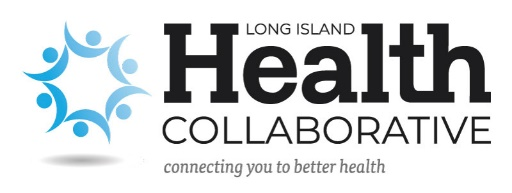 LONG ISLAND
Health
COLLABORATIVE
connecting you to better health